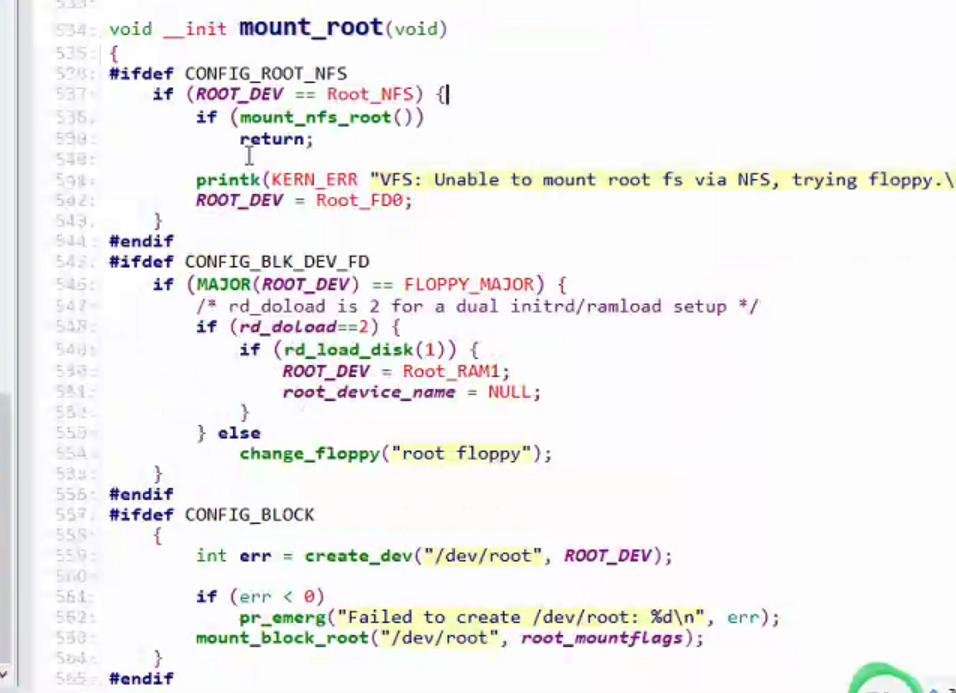 534: void __init mount_root(void)
535: {
536: #ifdef CONFIG_ROOT_NFS
537: if (ROOT_DEV == Root_NFS) {
538: if (mount_nfs_root())
539: return;
540:
541: printk(KERN_ERR "VFS: Unable to mount root fs via NFS, trying floppy.\
542: ROOT_DEV = Root_FD0;
543: }
544: #endif
545: #ifdef CONFIG_BLK_DEV_FD
546: if (MAJOR(ROOT_DEV) == FLOPPY_MAJOR) {
547: /* rd_doload is 2 for a dual initrd/ramload setup */
548: if (rd_doload==2) {
549: if (rd_load_disk(1)) {
550: ROOT_DEV = Root_RAM1;
551: root_device_name = NULL;
552: }
553: } else
554: change_floppy("root floppy");
555: }
556: #endif
557: #ifdef CONFIG_BLOCK
558: {
559: int err = create_dev("/dev/root", ROOT_DEV);
560:
561: if (err < 0)
562: pr_emerg("Failed to create /dev/root: %d\n", err);
563: mount_block_root("/dev/root", root_mountflags);
564: }
565: #endif